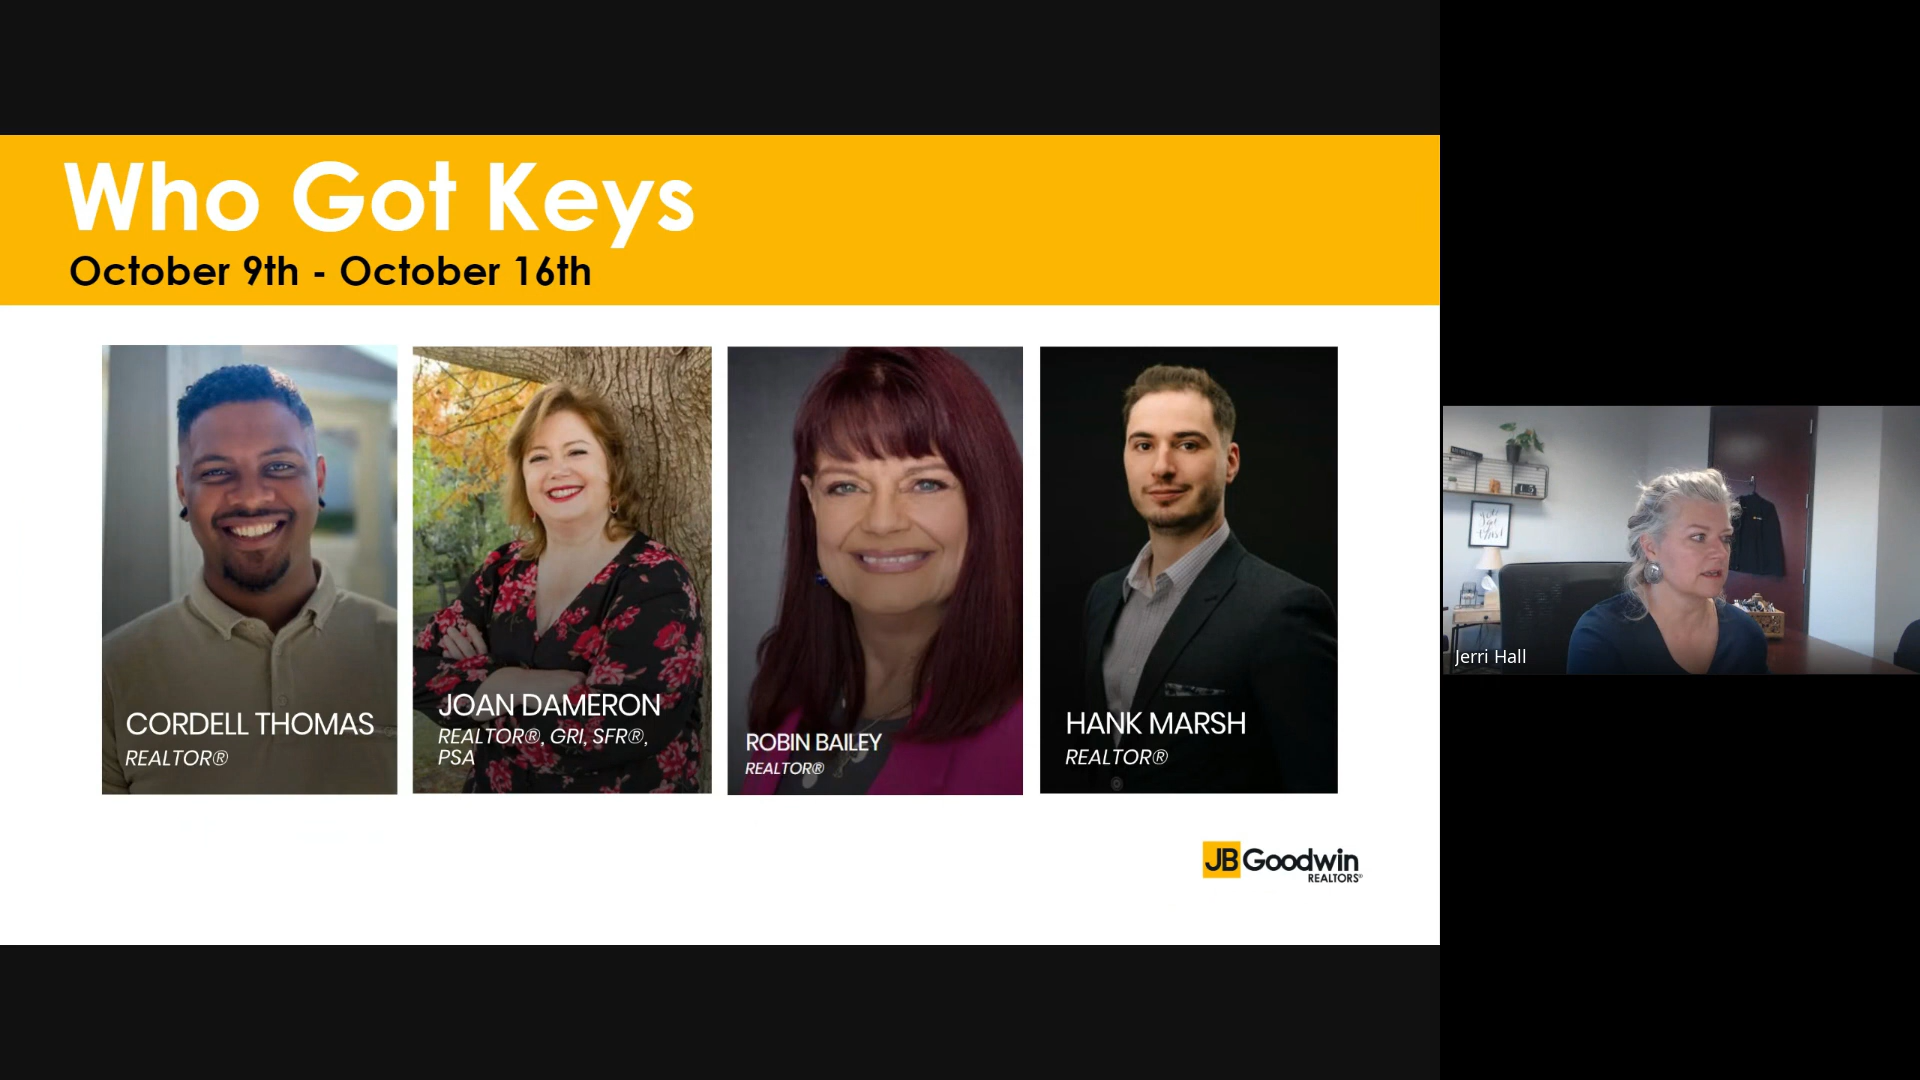 Who Got Keys
October 9th - October 16th
CORDELL THOMAS
REALTOR®
JOAN DAMERON
REALTOR®, GRI, SFR®,
PSA
ROBIN BAILEY
REALTOR®
HANK MARSH
REALTOR®
JB Goodwin
REALTORS®
Jerri Hall